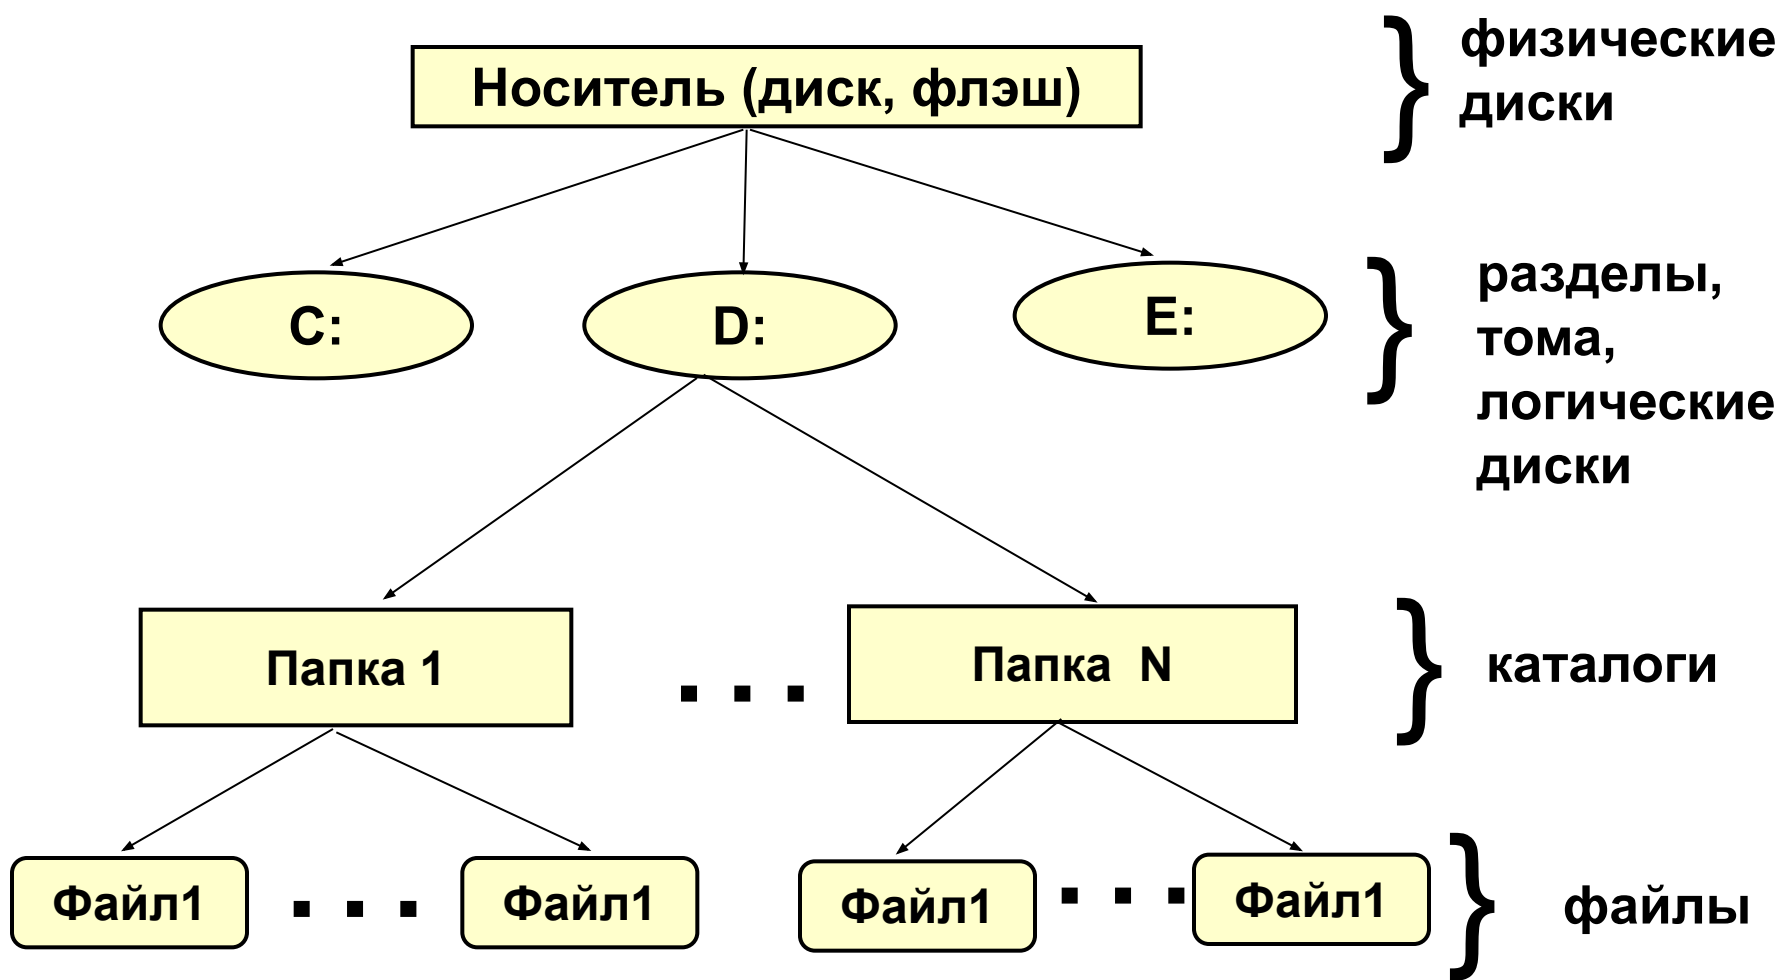 Носитель (диск, флэш)
физические
диски
C:
D:
E:
разделы,
тома,
логические
диски
Папка 1
. . .
Папка  N
каталоги
Файл1
. . .
Файл1
Файл1
. . .
Файл1
файлы